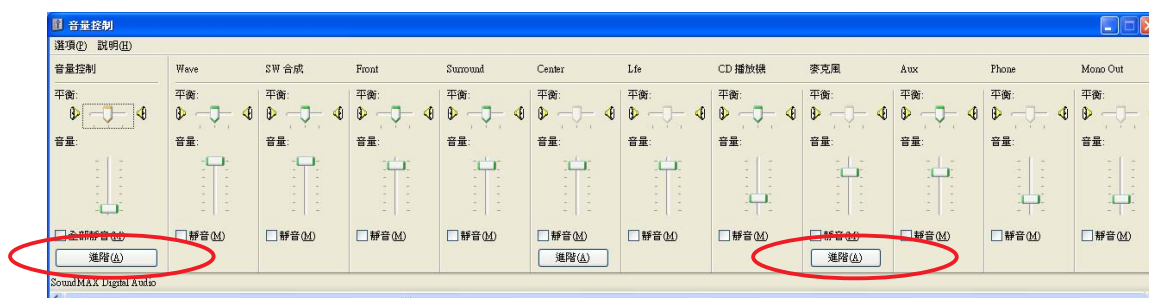 音量控制
選項(P) 說明(H)
音量控制 Wave SW 合成 Front Surround Center Lfe CD 播放機 麥克風 Aux Phone Mono Out
平衡: 平衡: 平衡: 平衡: 平衡: 平衡: 平衡: 平衡: 平衡: 平衡: 平衡: 平衡:
音量: 音量: 音量: 音量: 音量: 音量: 音量: 音量: 音量: 音量: 音量: 音量:
全部靜音(M) 靜音(M) 靜音(M) 靜音(M) 靜音(M) 靜音(M) 靜音(M) 靜音(M) 靜音(M) 靜音(M) 靜音(M) 靜音(M)
進階(A) 進階(A) 進階(A)
SoundMAX Digital Audio